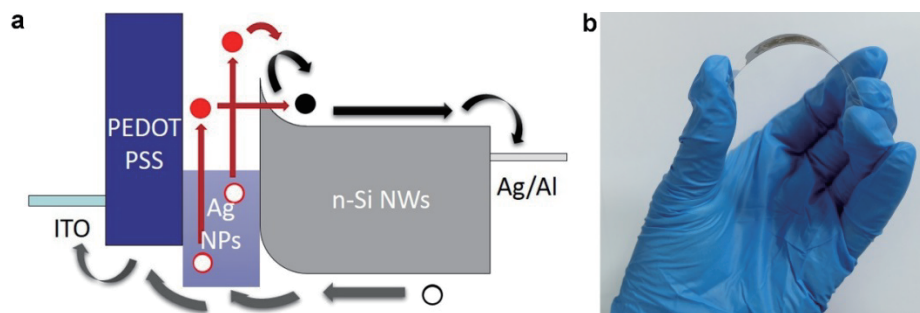 a
b
PEDOT
PSS
Ag
NPs
n-Si NWs
Ag/Al
ITO